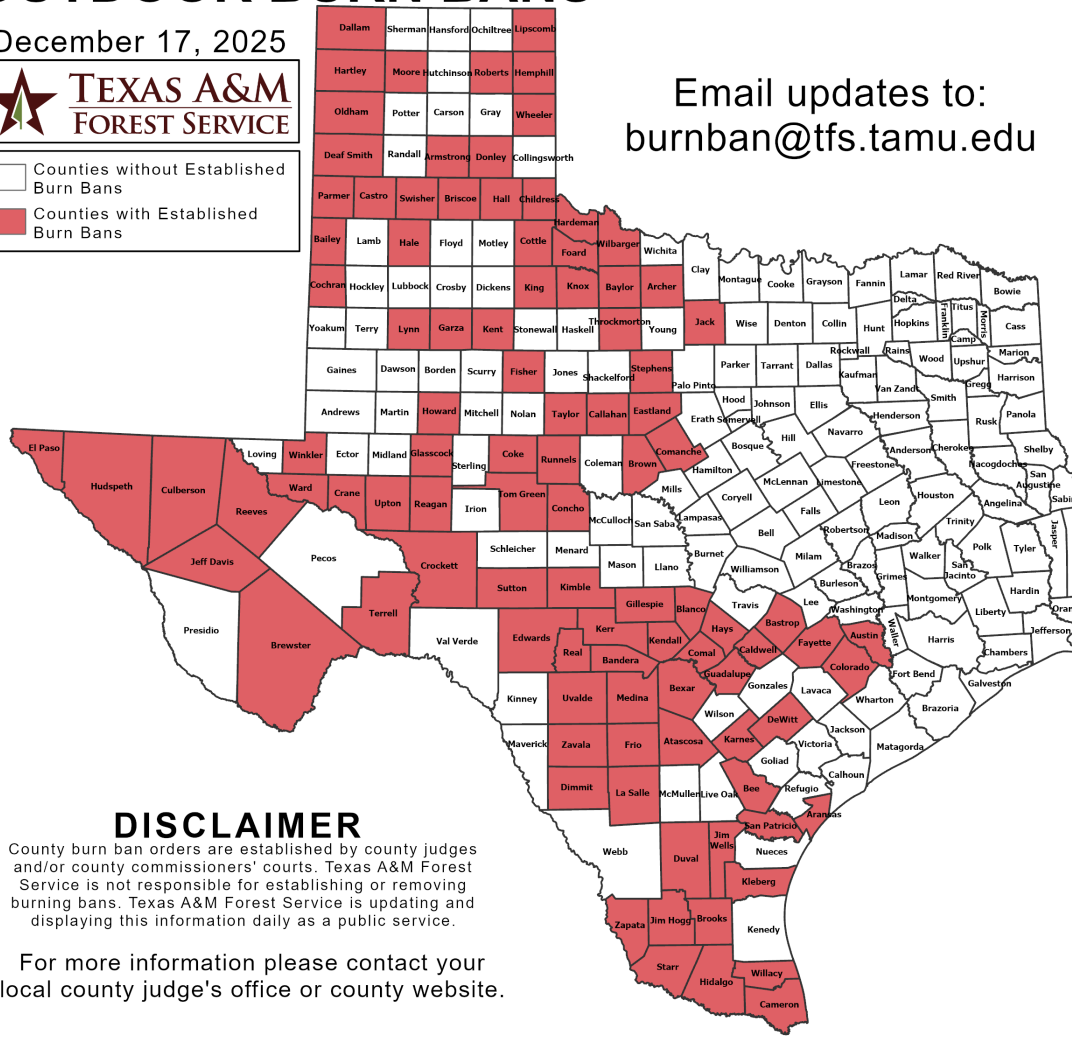 December 17, 2025
TEXAS A&M
FOREST SERVICE
Counties without Established
Burn Bans
Counties with Established
Burn Bans
Email updates to:
burnban@tfs.tamu.edu
Dallam Sherman Hansford Ochiltree Lipscomb
Hartley Moore Hutchinson Roberts Hemphill
Oldham Potter Carson Gray Wheeler
Deaf Smith Randall Armstrong Donley Collingsworth
Parmer Castro Swisher Briscoe Hall Childress
Hardeman
Bailey Lamb Hale Floyd Motley Cottle Foard Wilbarger Wichita
Clay Montague Cooke Grayson Fannin Lamar Red River Bowie
Cochran Hockley Lubbock Crosby Dickens King Knox Baylor Archer
Delta Titus Franklin Morris Cass
Yoakum Terry Lynn Garza Kent Stonewall Haskell Throckmorton Young Jack Wise Denton Collin Hunt Hopkins Camp
Rockwall Rains Wood Upshur Marion
Gaines Dawson Borden Scurry Fisher Jones Shackelford Stephens Palo Pinto Parker Tarrant Dallas Kaufman Van Zandt Gregg Harrison
Andrews Martin Howard Mitchell Nolan Taylor Callahan Eastland Erath Hood Somervell Johnson Ellis Henderson Smith Rusk Panola
El Paso Loving Winkler Ector Midland Glasscock Sterling Coke Runnels Coleman Brown Comanche Bosque Hill Navarro Anderson Cherokee Shelby
Hudspeth Culberson Reeves Ward Crane Upton Reagan Irion Tom Green Concho Mills Hamilton McLennan Limestone Freestone Nacogdoches San
Augustine
McCulloch San Saba Lampasas Coryell Falls Leon Houston Angelina
Jeff Davis Pecos Crockett Schleicher Menard Mason Llano Burnet Bell Milam Robertson Madison Trinity Polk Tyler Jasper
Terrell Sutton Kimble Gillespie Blanco Williamson Burleson Brazos Grimes Walker San
Jacinto Hardin
Presidio Brewster Val Verde Edwards Kerr Real Kendall Bandera Hays Travis Bastrop Lee Washington Montgomery Liberty
Comal Caldwell Fayette Austin Waller Harris Chambers Jefferson
Kinney Uvalde Medina Bexar Guadalupe Gonzales Lavaca Colorado Fort Bend Galveston
Wilson DeWitt Wharton Brazoria
Maverick Zavala Frio Atascosa Karnes Victoria Jackson Matagorda
Goliad Calhoun
Dimmit La Salle McMullen Live Oak Bee Refugio
Aransas
San Patricio
Webb Duval Jim
Wells Nueces
Kleberg
Zapata Jim Hogg Brooks Kenedy
Starr Hidalgo Willacy
Cameron
DISCLAIMER
County burn ban orders are established by county judges
and/or county commissioners' courts. Texas A&M Forest
Service is not responsible for establishing or removing
burning bans. Texas A&M Forest Service is updating and
displaying this information daily as a public service.
For more information please contact your
local county judge's office or county website.